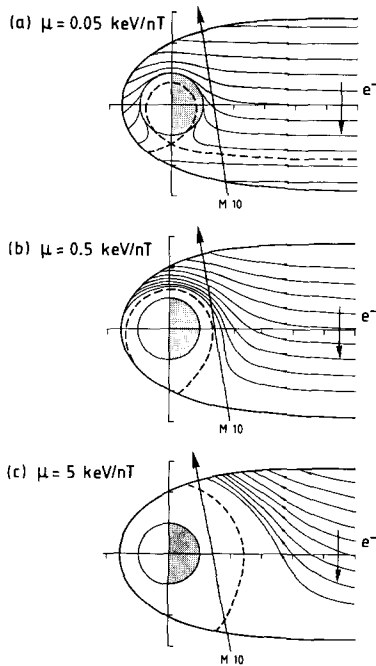 (a) μ = 0.05 keV/nT
e⁻
M 10
(b) μ = 0.5 keV/nT
e⁻
M 10
(c) μ = 5 keV/nT
e⁻
M 10